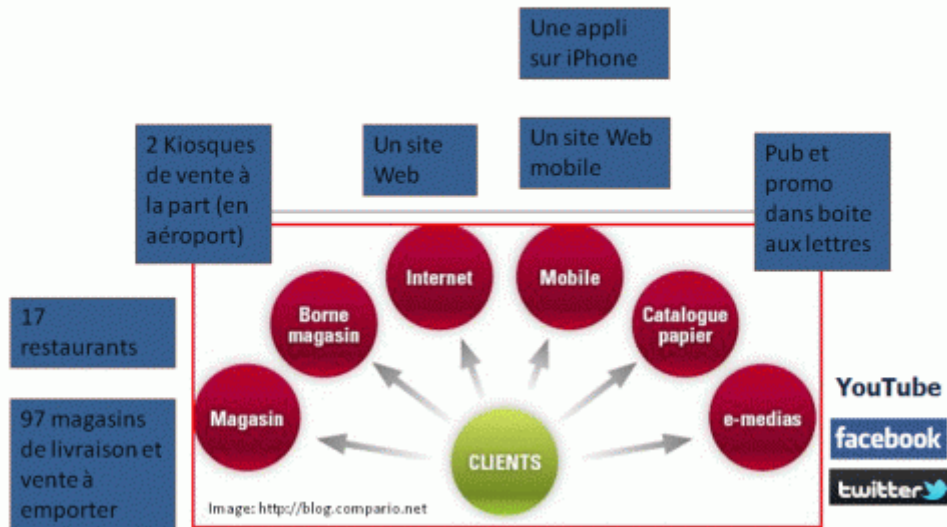 Une appli
sur iPhone
2 Kiosques
de vente à
la part (en
aéroport)
Un site
Web
Un site Web
mobile
Pub et
promo
dans boite
aux lettres
Internet
Mobile
Borne
magasin
Catalogue
papier
17
restaurants
Magasin
e-medias
YouTube
facebook
twitter
97 magasins
de livraison et
vente à
emporter
CLIENTS
Image: http://blog.compario.net